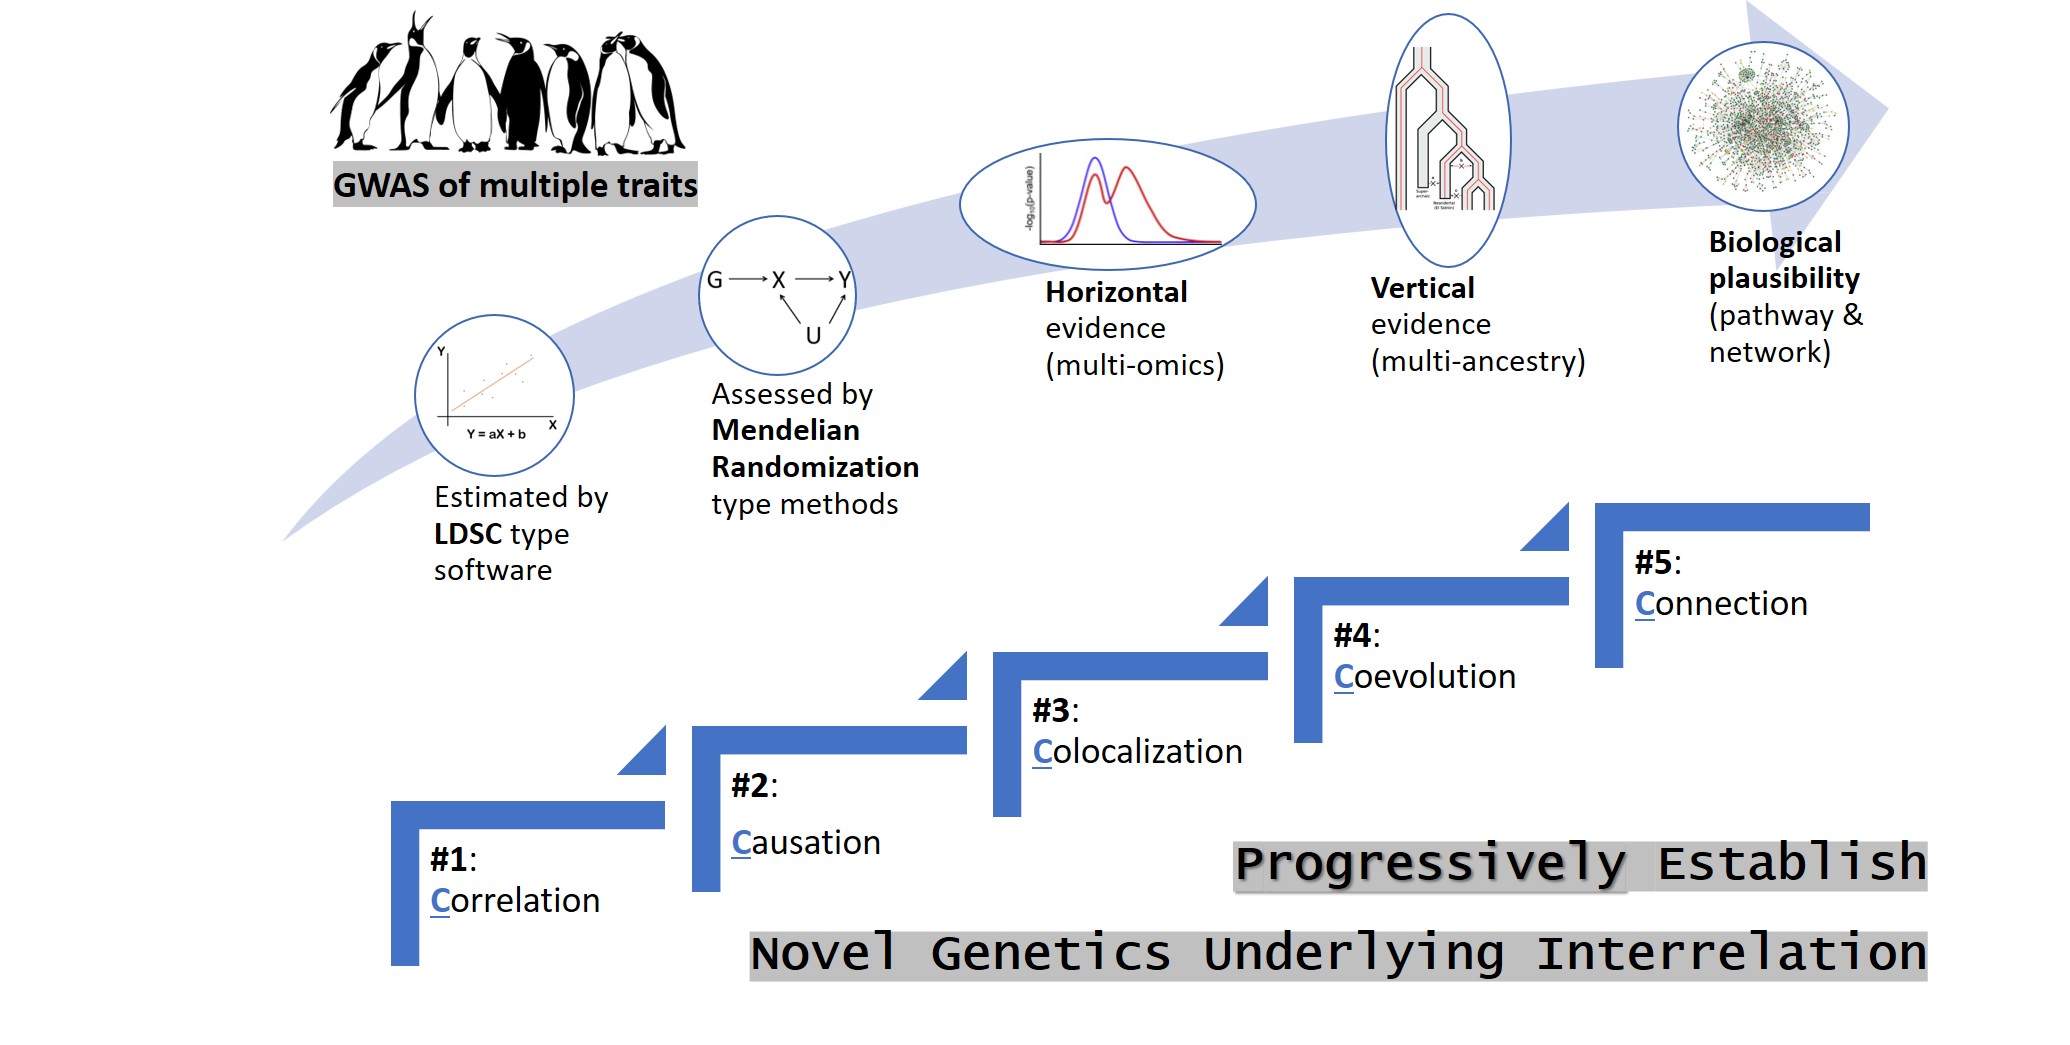 GWAS of multiple traits
Y
X
Y = aX + b
Estimated by
LDSC type
software
G
X
Y
U
Assessed by
Mendelian
Randomization
type methods
-log₁₀(p-value)
Horizontal
evidence
(multi-omics)
Vertical
evidence
(multi-ancestry)
Biological
plausibility
(pathway &
network)
#1:
Correlation
#2:
Causation
#3:
Colocalization
#4:
Coevolution
#5:
Connection
Progressively Establish
Novel Genetics Underlying Interrelation